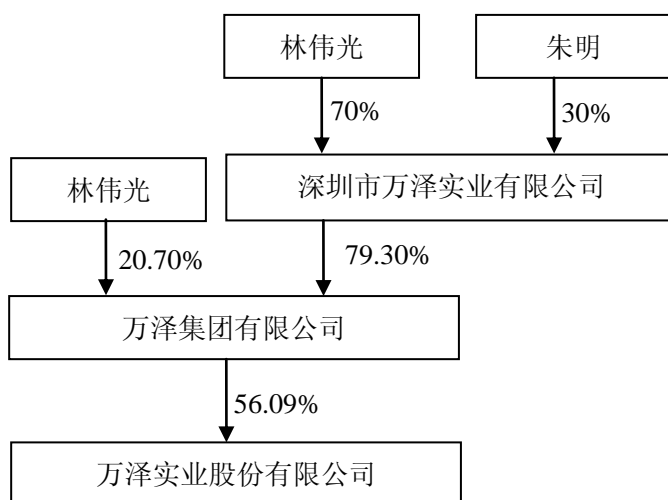 林伟光
朱明
70%
30%
林伟光
深圳市万泽实业有限公司
20.70%
79.30%
万泽集团有限公司
56.09%
万泽实业股份有限公司